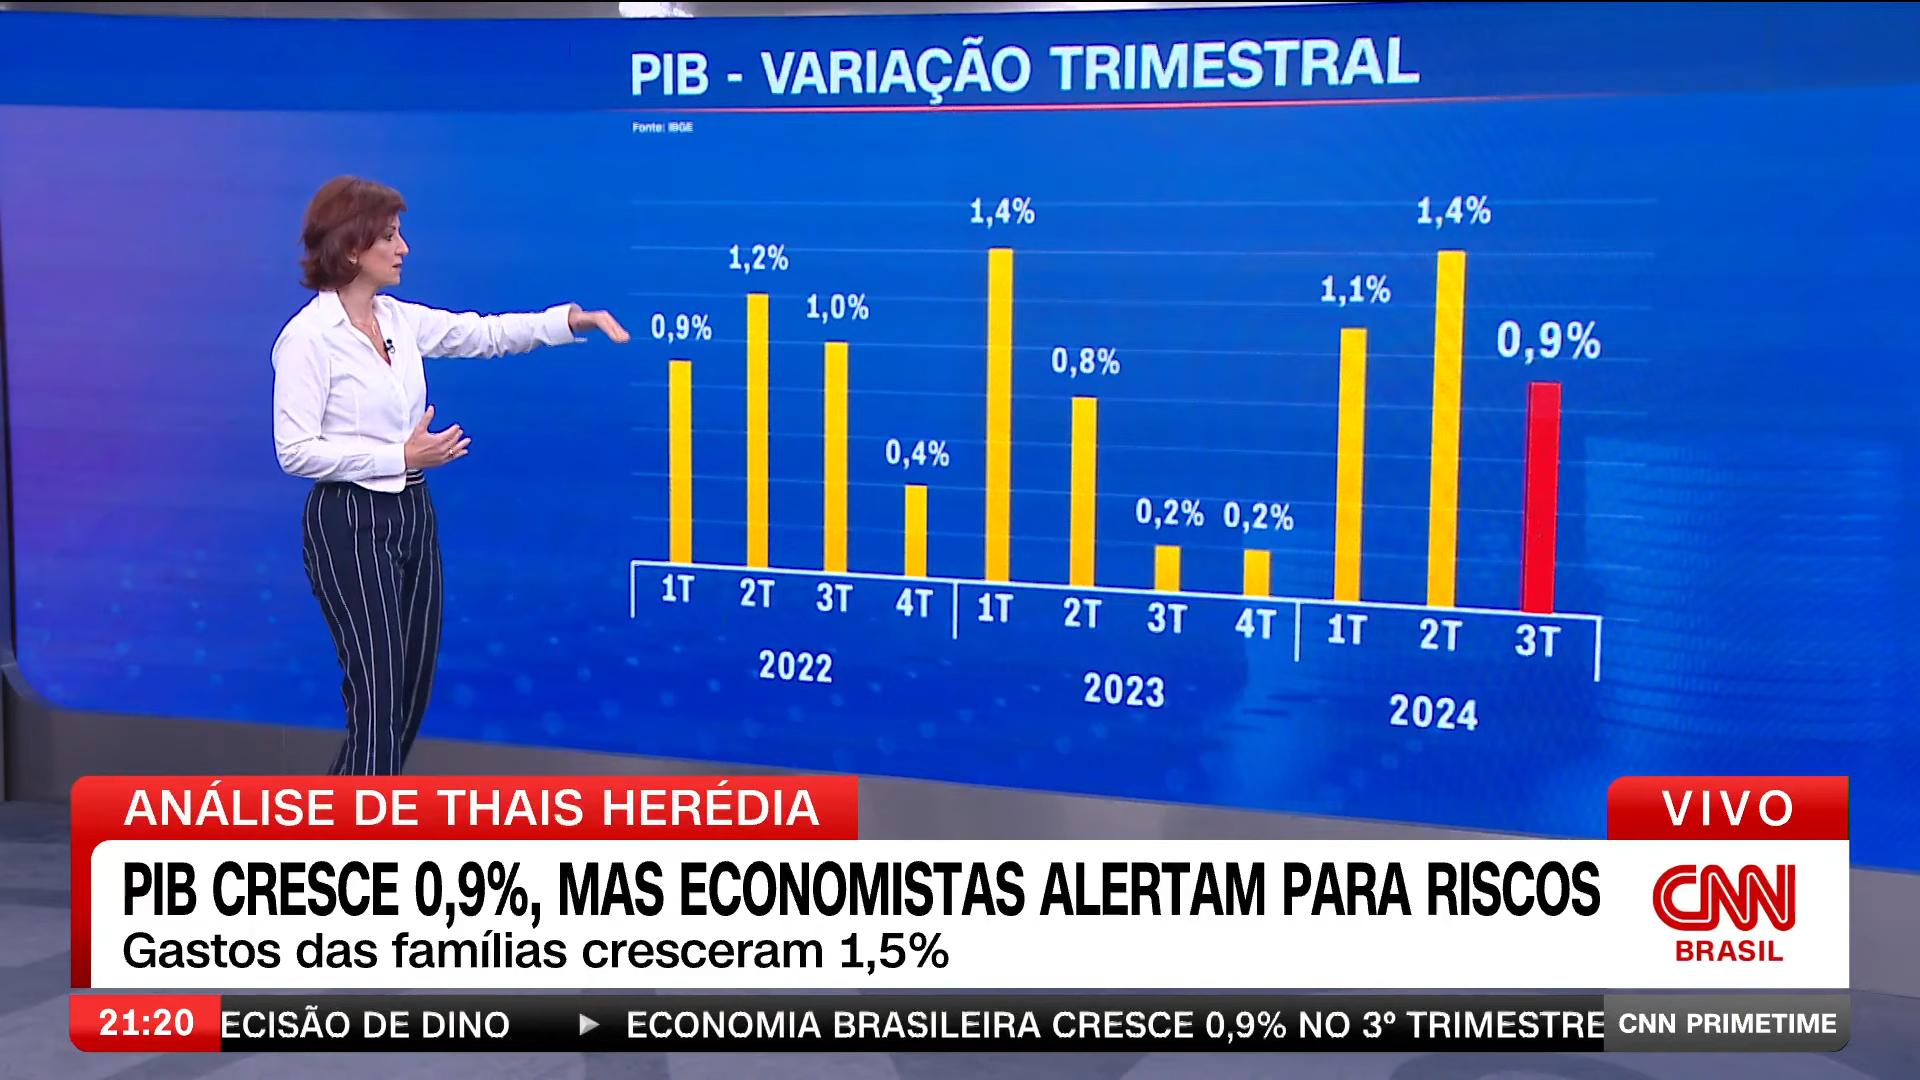 PIB - VARIAÇÃO TRIMESTRAL
Fonte: IBGE
0,9%
1,2%
1,0%
0,4%
1,4%
0,8%
0,2%
0,2%
1,1%
1,4%
0,9%
1T 2T 3T 4T 1T 2T 3T 4T 1T 2T 3T
2022 2023 2024
ANÁLISE DE THAIS HERÉDIA
VIVO
PIB CRESCE 0,9%, MAS ECONOMISTAS ALERTAM PARA RISCOS
Gastos das famílias cresceram 1,5%
CNN
BRASIL
21:20 ECISÃO DE DINO ECONOMIA BRASILEIRA CRESCE 0,9% NO 3º TRIMESTRE CNN PRIMETIME